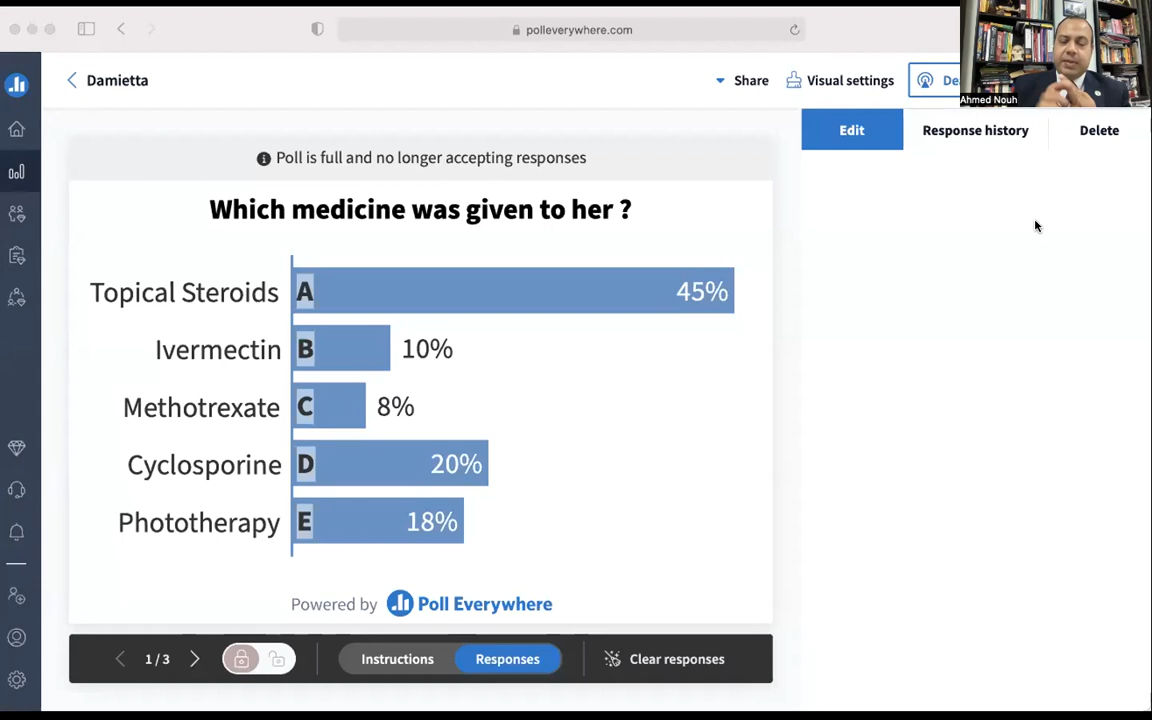 polleverywhere.com
Damietta
Share
Visual settings
Ahmed Nouh
Edit
Response history
Delete
Poll is full and no longer accepting responses
Which medicine was given to her ?
Topical Steroids A 45%
Ivermectin B 10%
Methotrexate C 8%
Cyclosporine D 20%
Phototherapy E 18%
Powered by Poll Everywhere
1 / 3
Instructions
Responses
Clear responses